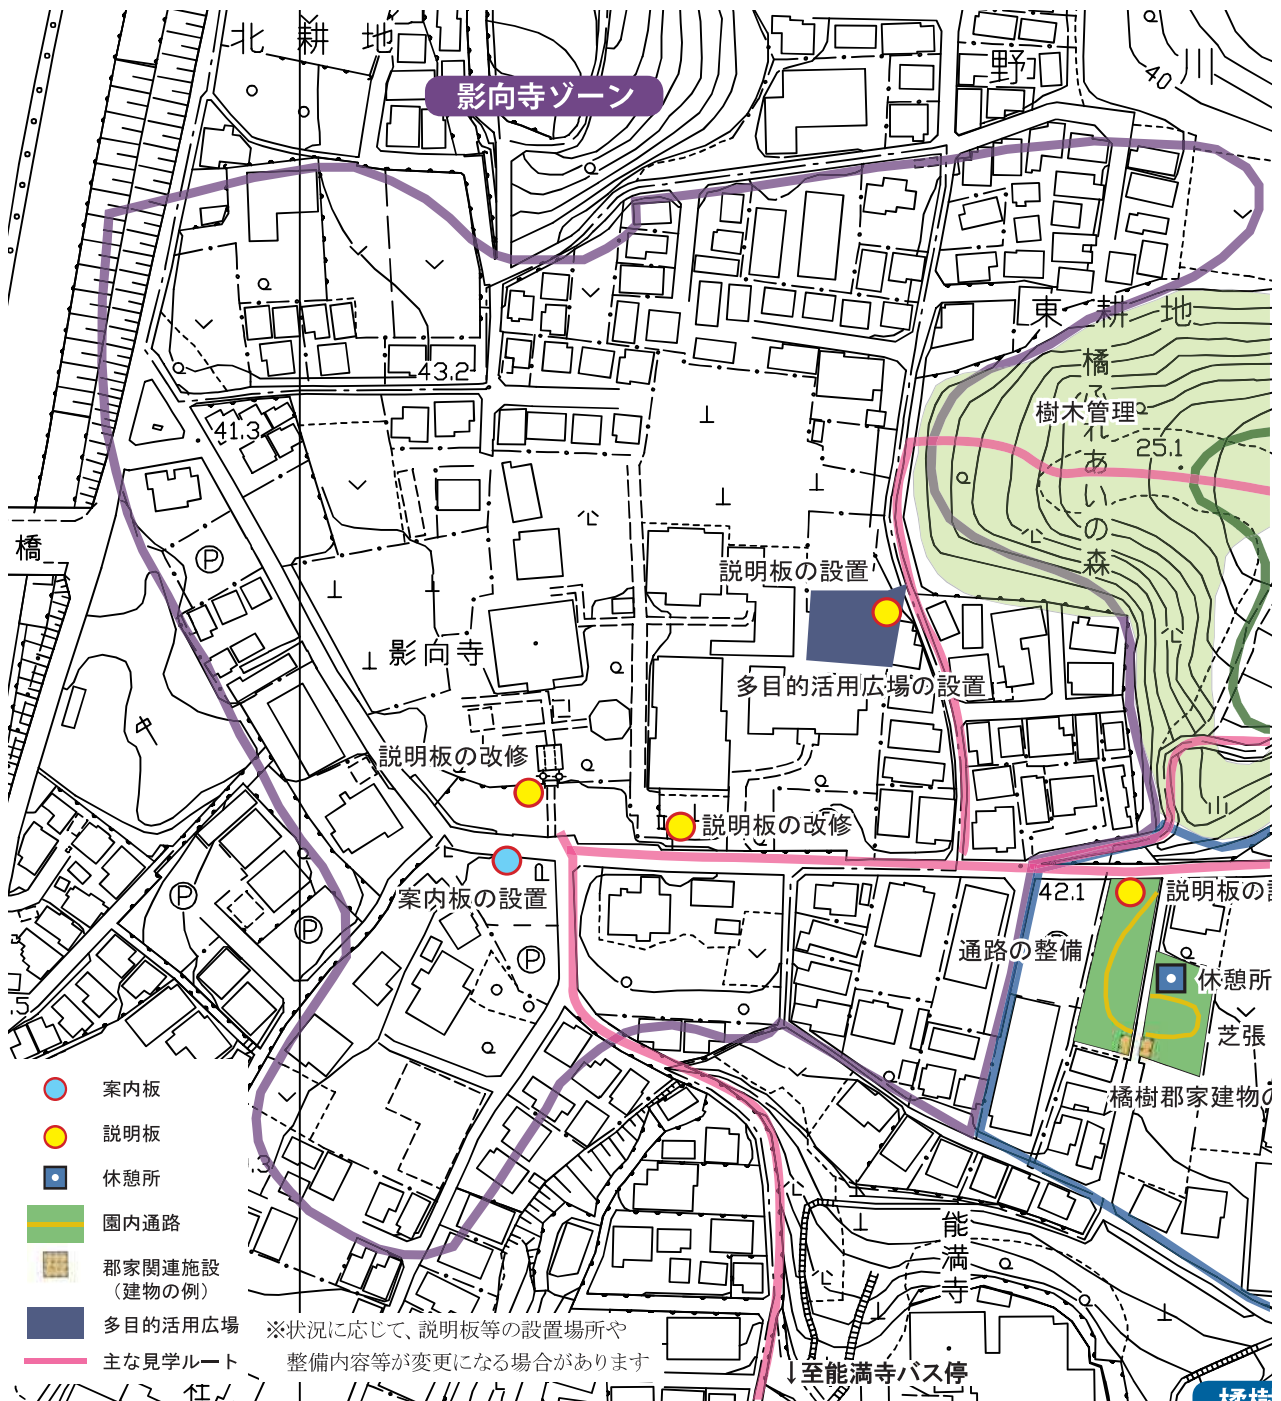 北耕地
野川
40
影向寺ゾーン
東耕地
橘ふれあいの森
樹木管理
25.1
43.2
41.3
橋
P
説明板の設置
影向寺
多目的活用広場の設置
説明板の改修
説明板の改修
案内板の設置
42.1
説明板の
P
P
P
通路の整備
休憩所
芝張
橘樹郡家建物の
.5
.3
案内板
説明板
休憩所
園内通路
郡家関連施設
（建物の例）
多目的活用広場
主な見学ルート
※状況に応じて、説明板等の設置場所や
整備内容等が変更になる場合があります
能満寺
↓至能満寺バス停
社
橘樹